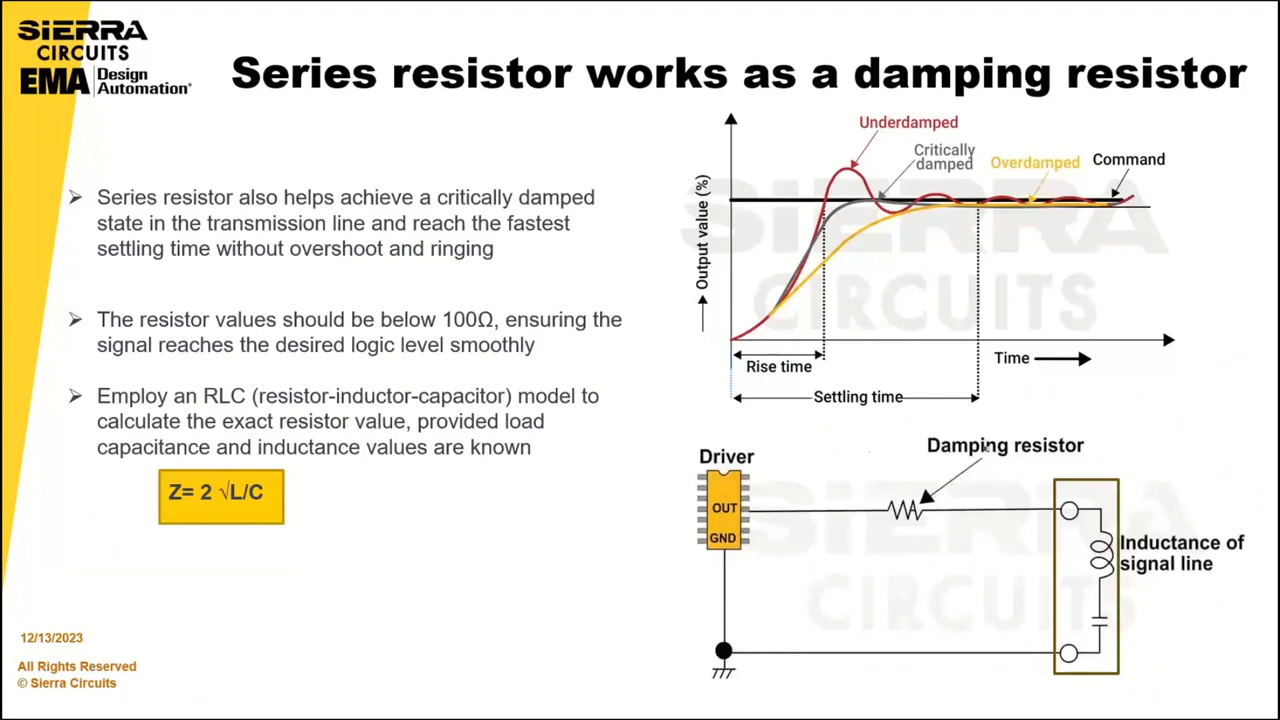 SiERRA
CIRCUITS
EMA Design
Automation®
Series resistor works as a damping resistor
➢ Series resistor also helps achieve a critically damped
state in the transmission line and reach the fastest
settling time without overshoot and ringing
➢ The resistor values should be below 100Ω, ensuring the
signal reaches the desired logic level smoothly
➢ Employ an RLC (resistor-inductor-capacitor) model to
calculate the exact resistor value, provided load
capacitance and inductance values are known
Z= 2 √L/C
12/13/2023
All Rights Reserved
© Sierra Circuits
Underdamped
Critically
damped
Overdamped
Command
Output value (%)
SiERRA
CIRCUITS
Rise time
Time
Settling time
Damping resistor
Driver
OUT
GND
Inductance of
signal line
SiERRA
CIRCUITS